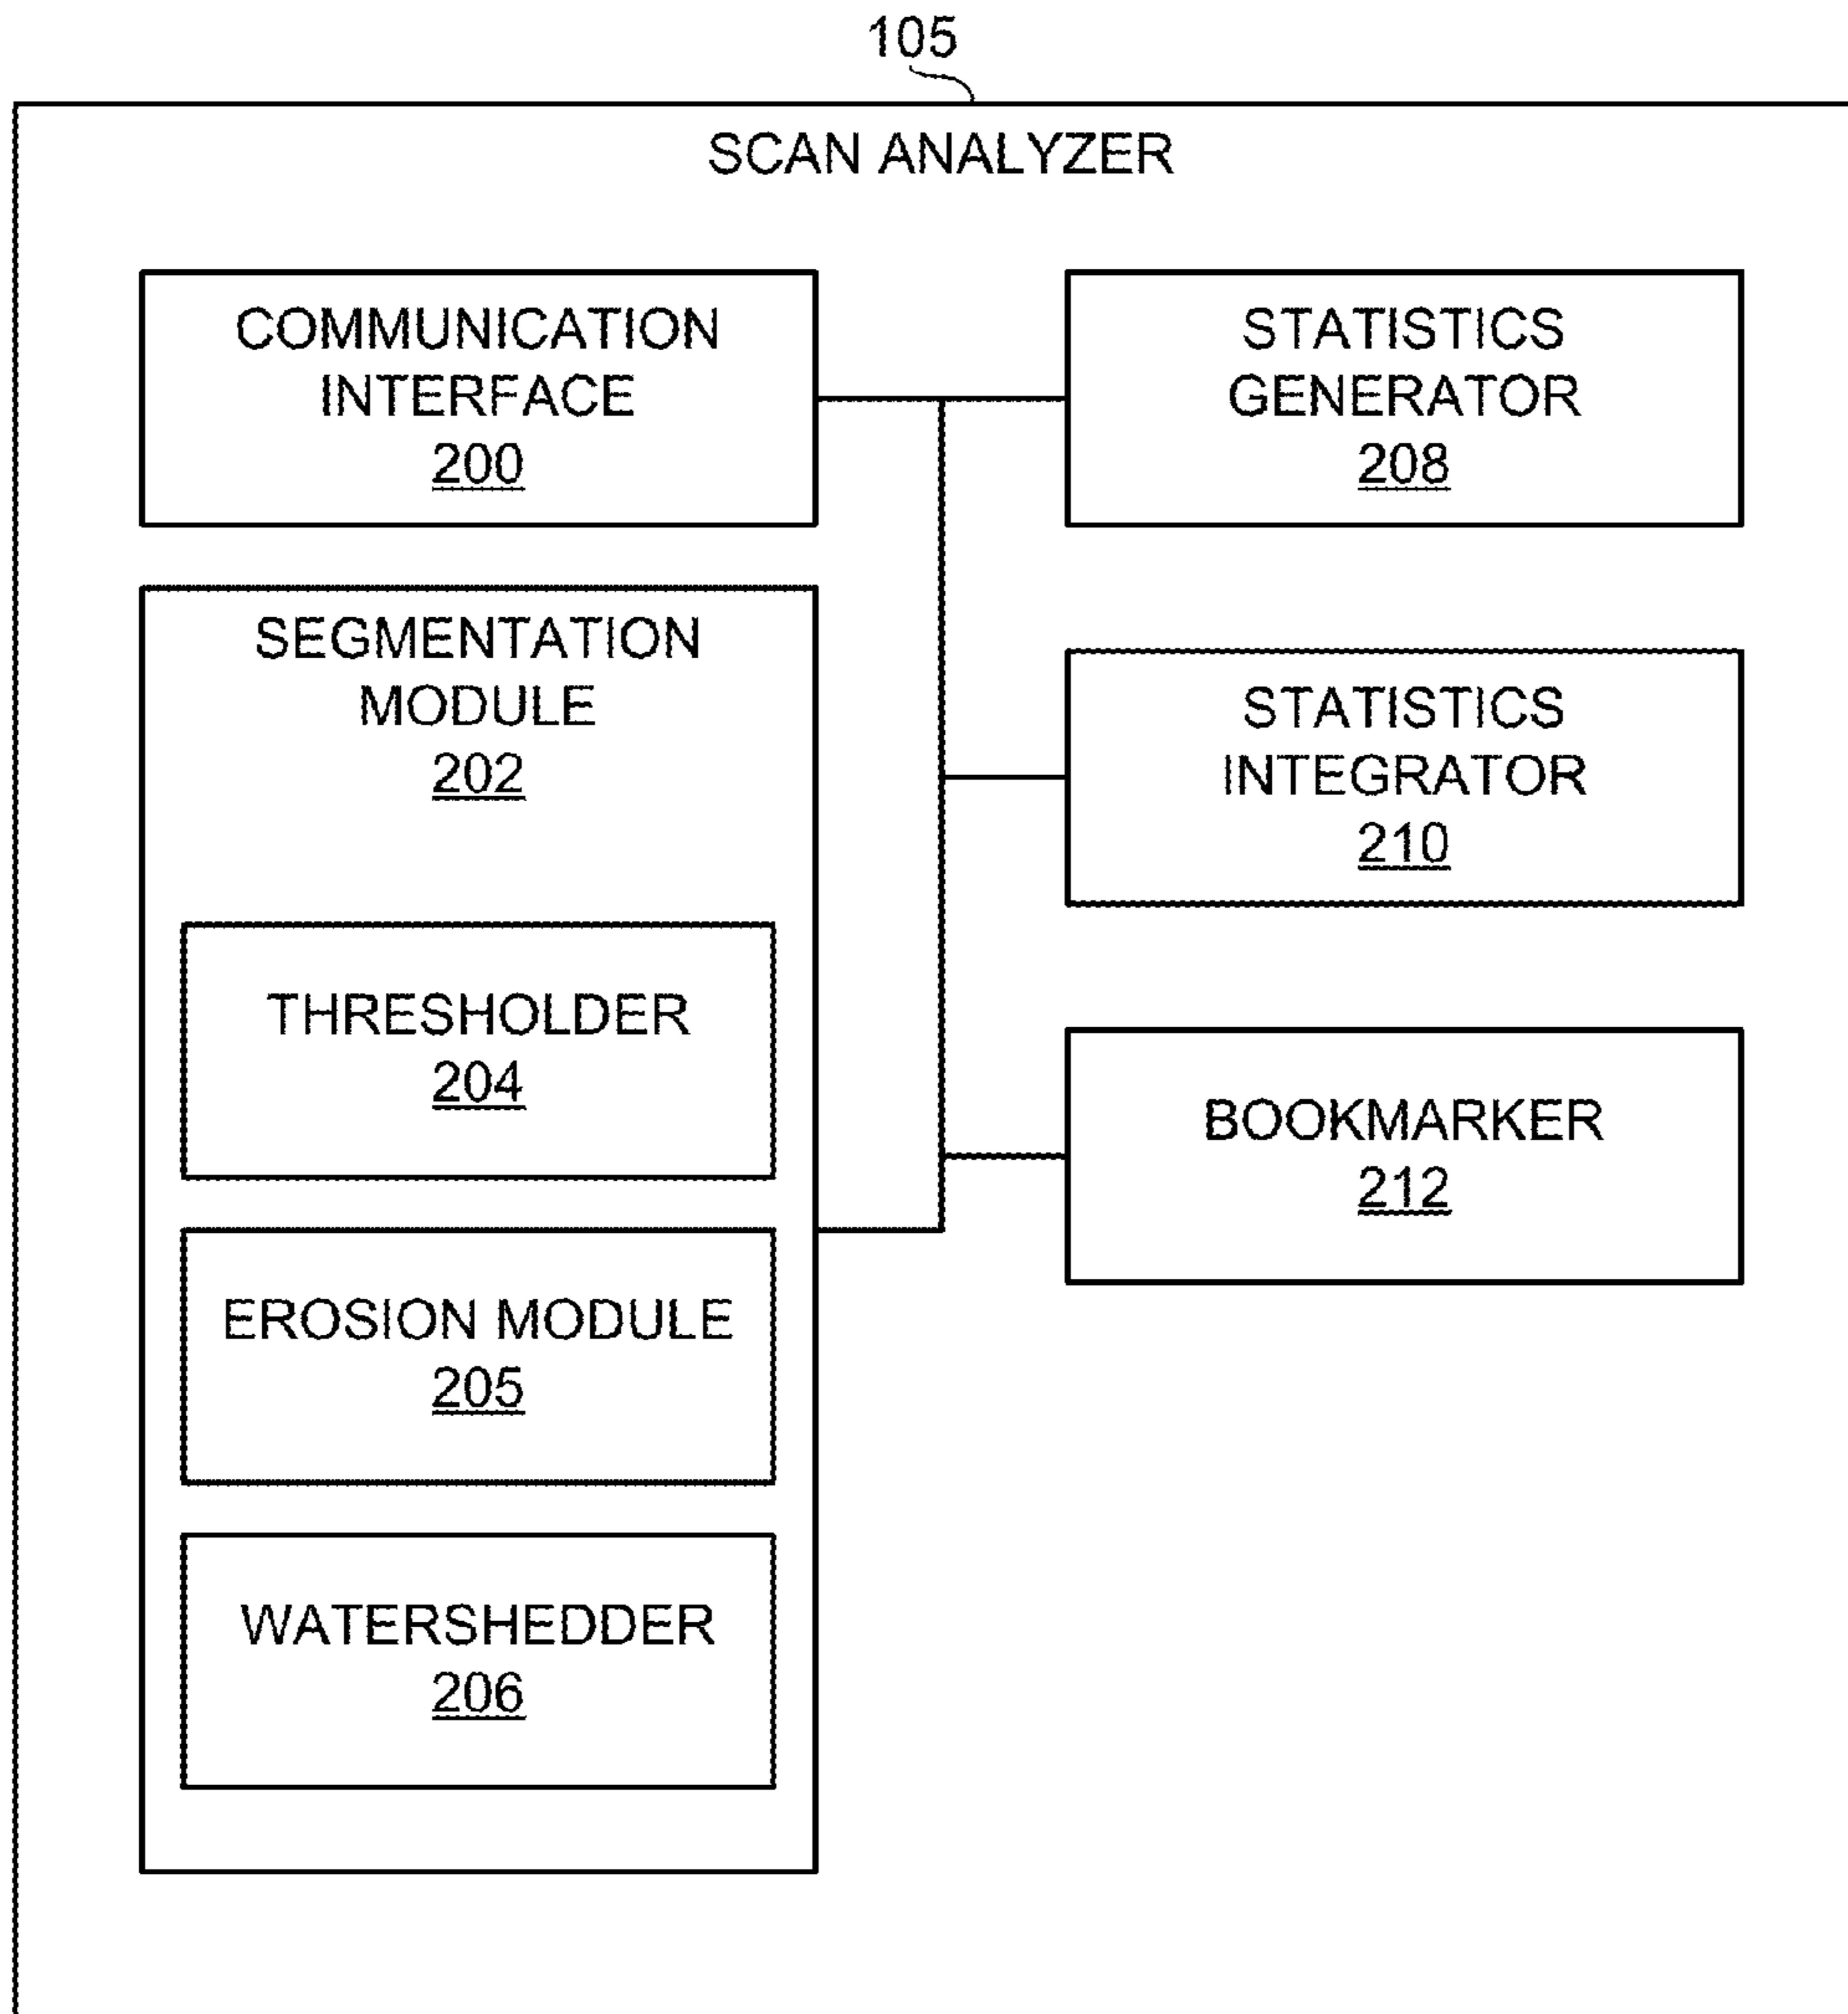 105
SCAN ANALYZER
COMMUNICATION
INTERFACE
200
SEGMENTATION
MODULE
202
THRESHOLDER
204
EROSION MODULE
205
WATERSHEDDER
206
STATISTICS
GENERATOR
208
STATISTICS
INTEGRATOR
210
BOOKMARKER
212